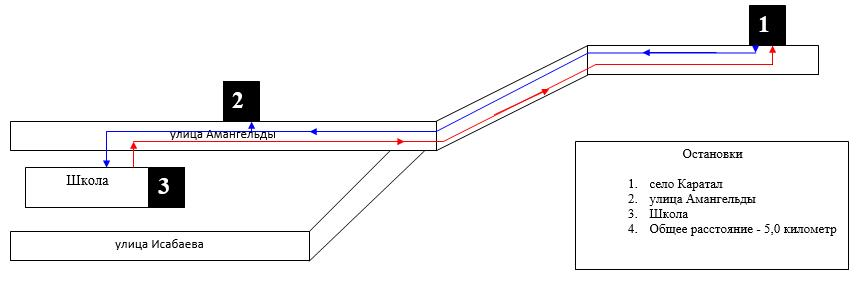 1
2
улица Амангельды
Школа
3
улица Исабаева
Остановки
1. село Каратал
2. улица Амангельды
3. Школа
4. Общее расстояние - 5,0 километр